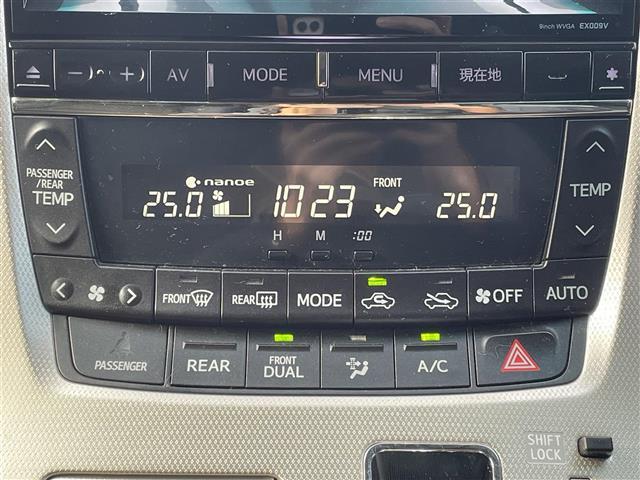 9inch WVGA EX009V
− + AV MODE MENU 現在地
PASSENGER
/REAR
TEMP
nanoe
25.0 10 23 FRONT 25.0
H M :00
TEMP
FRONT REAR MODE OFF AUTO
PASSENGER REAR FRONT
DUAL A/C
SHIFT
LOCK